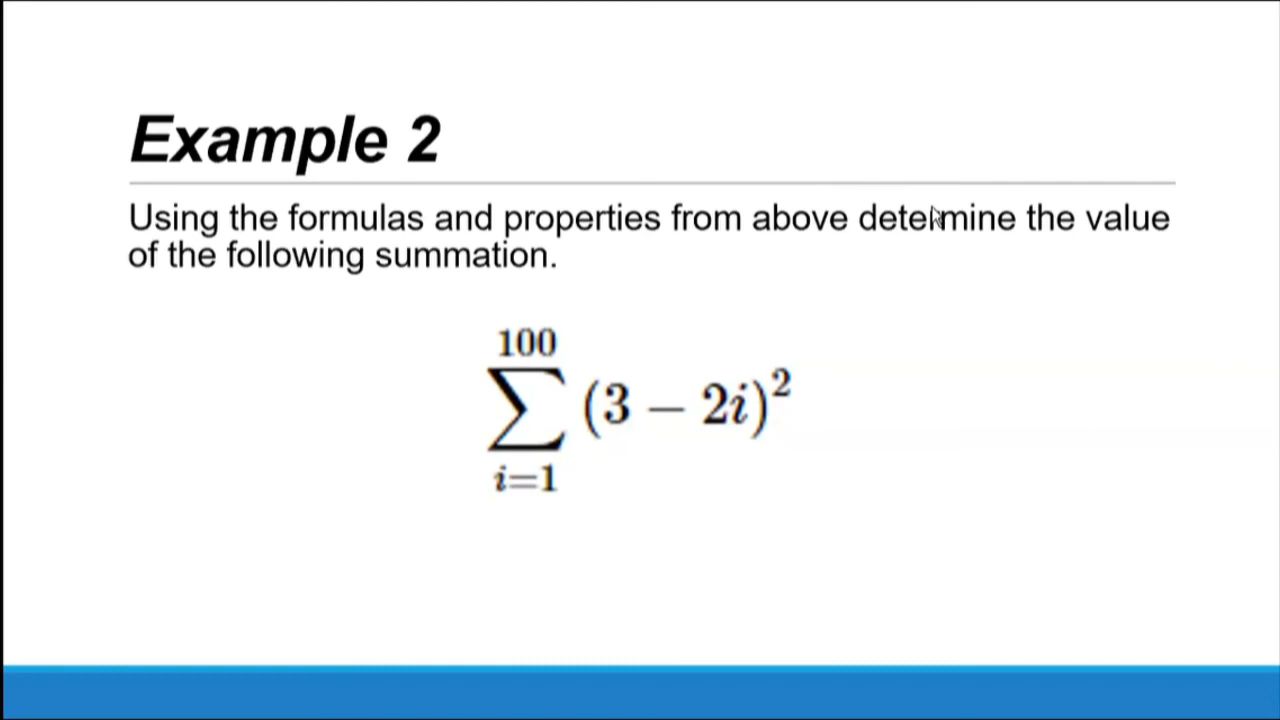 Example 2
Using the formulas and properties from above determine the value
of the following summation.
100
∑ (3 − 2i)²
i=1